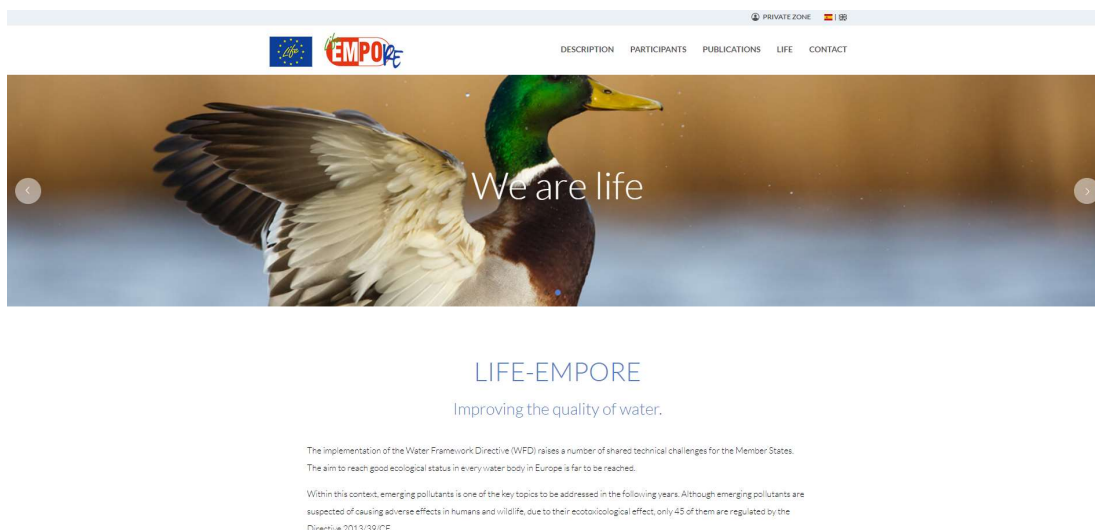 PRIVATE ZONE
Life
Life EMPORE
DESCRIPTION PARTICIPANTS PUBLICATIONS LIFE CONTACT
We are life
LIFE-EMPORE
Improving the quality of water.
The implementation of the Water Framework Directive (WFD) raises a number of shared technical challenges for the Member States.
The aim to reach good ecological status in every water body in Europe is far to be reached.
Within this context, emerging pollutants is one of the key topics to be addressed in the following years. Although emerging pollutants are
suspected of causing adverse effects in humans and wildlife, due to their ecotoxicological effect, only 45 of them are regulated by the
Directive 2013/39/CE